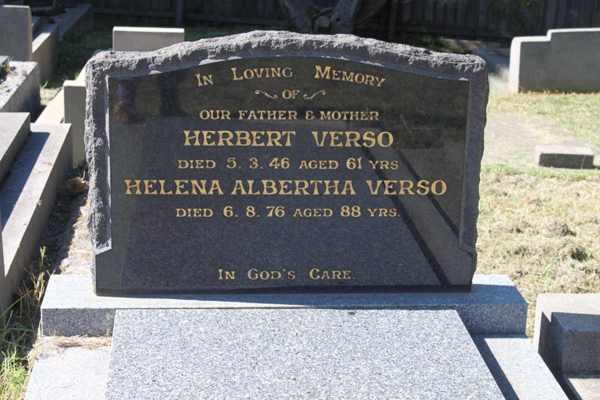 In Loving Memory
OF
OUR FATHER & MOTHER
HERBERT VERSO
DIED 5.3.46 AGED 61 YRS
HELENA ALBERTHA VERSO
DIED 6.8.76 AGED 88 YRS.
In God's Care.